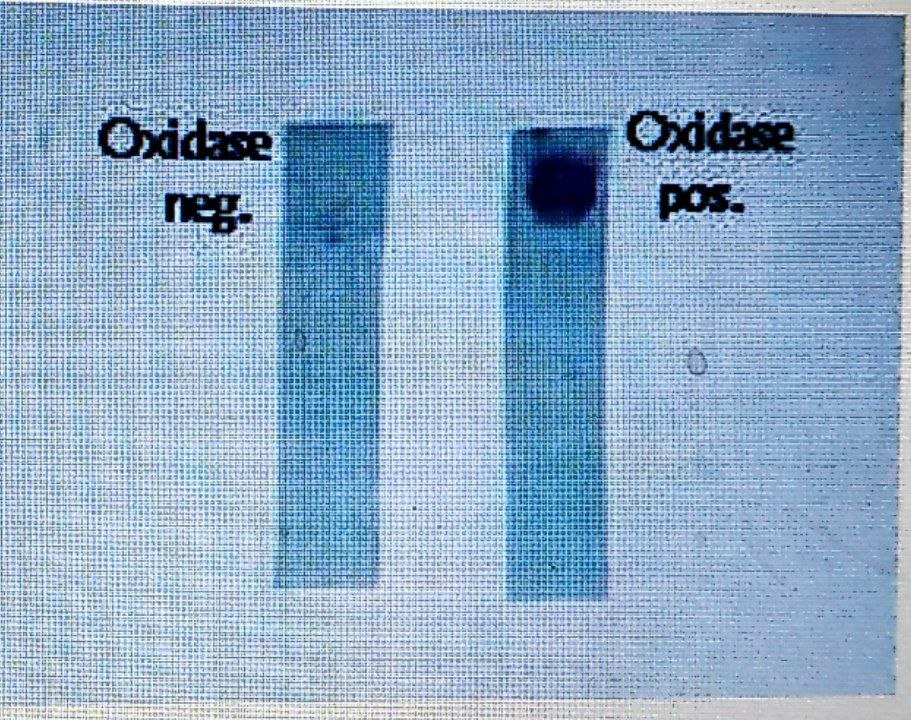 Oxidase
neg.
Oxidase
pos.